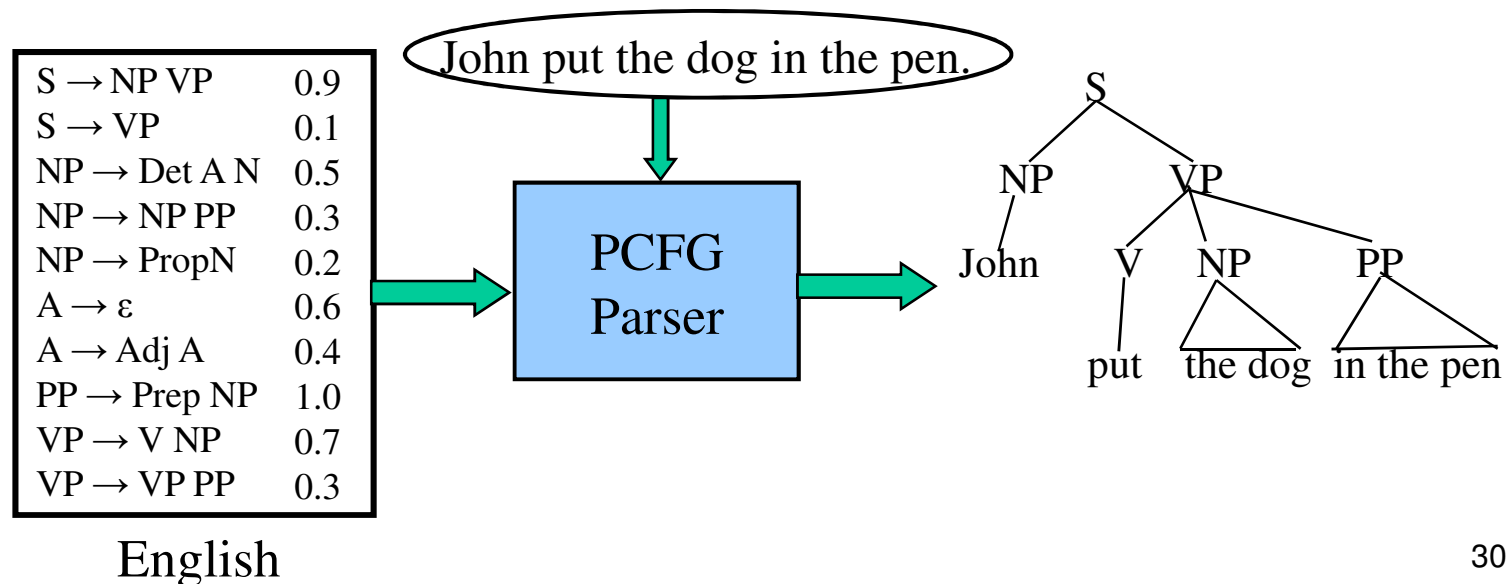 John put the dog in the pen.
S → NP VP 0.9
S → VP 0.1
NP → Det A N 0.5
NP → NP PP 0.3
NP → PropN 0.2
A → ε 0.6
A → Adj A 0.4
PP → Prep NP 1.0
VP → V NP 0.7
VP → VP PP 0.3
English
PCFG
Parser
S
NP VP
John V NP PP
put the dog in the pen
30